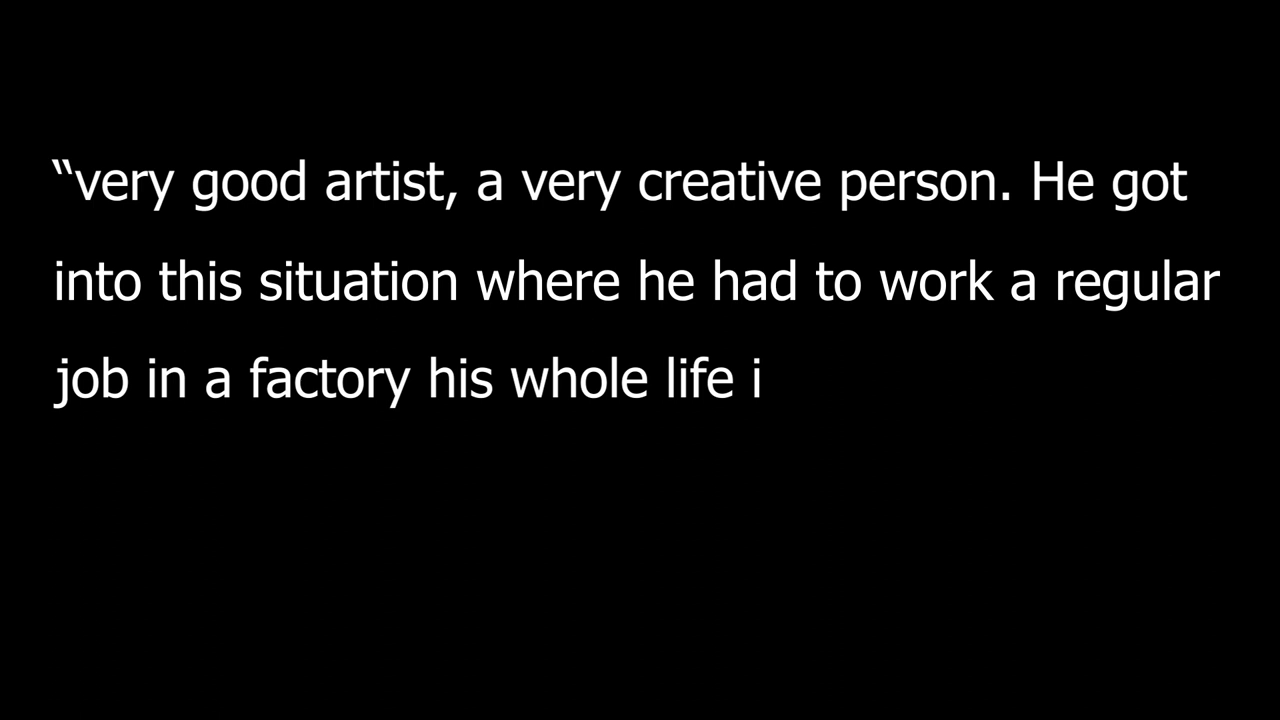 “very good artist, a very creative person. He got
into this situation where he had to work a regular
job in a factory his whole life i